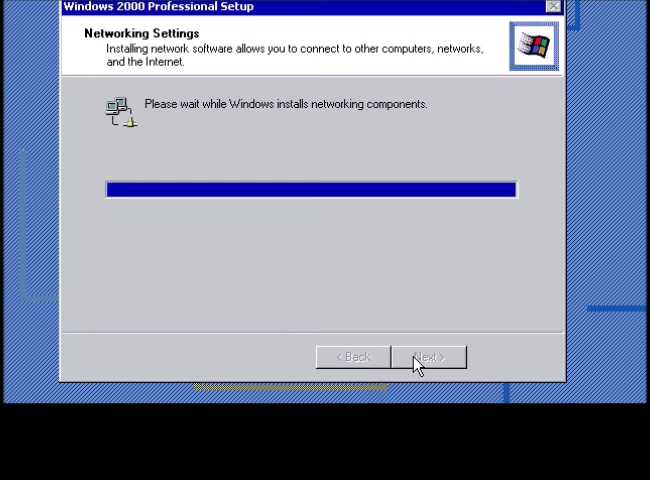 Windows 2000 Professional Setup
Networking Settings
Installing network software allows you to connect to other computers, networks,
and the Internet.
Please wait while Windows installs networking components.
< Back
Next >